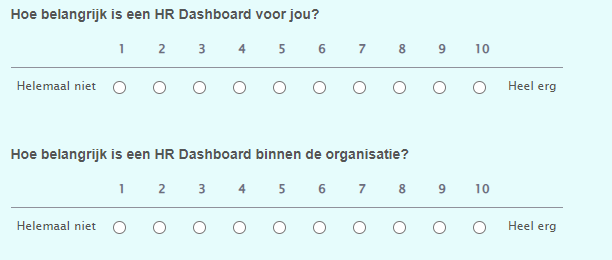 Hoe belangrijk is een HR Dashboard voor jou?
1 2 3 4 5 6 7 8 9 10
Helemaal niet Heel erg
Hoe belangrijk is een HR Dashboard binnen de organisatie?
1 2 3 4 5 6 7 8 9 10
Helemaal niet Heel erg